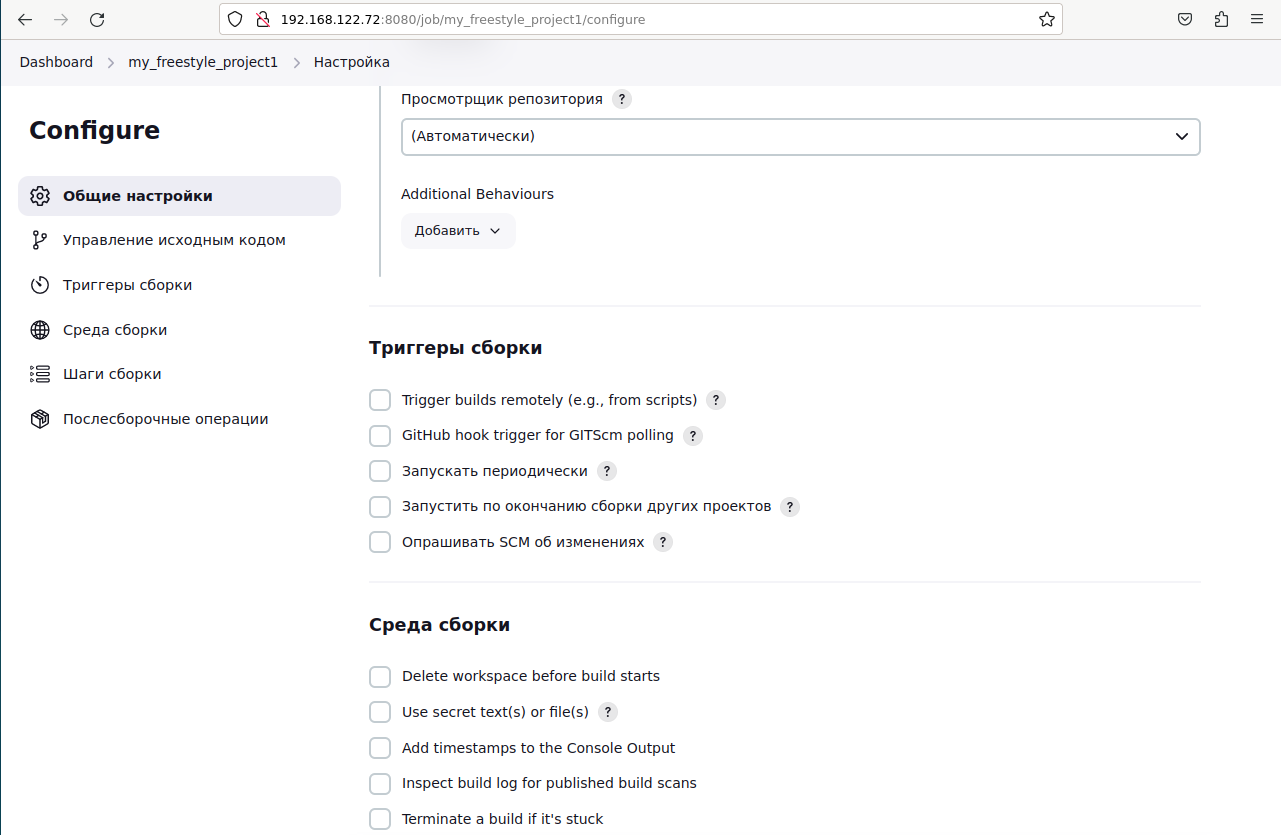 192.168.122.72:8080/job/my_freestyle_project1/configure
Dashboard > my_freestyle_project1 > Настройка
Configure
Общие настройки
Управление исходным кодом
Триггеры сборки
Среда сборки
Шаги сборки
Послесборочные операции
Просмотрщик репозитория ?
(Автоматически)
Additional Behaviours
Добавить
Триггеры сборки
Trigger builds remotely (e.g., from scripts) ?
GitHub hook trigger for GITScm polling ?
Запускать периодически ?
Запустить по окончанию сборки других проектов ?
Опрашивать SCM об изменениях ?
Среда сборки
Delete workspace before build starts
Use secret text(s) or file(s) ?
Add timestamps to the Console Output
Inspect build log for published build scans
Terminate a build if it's stuck